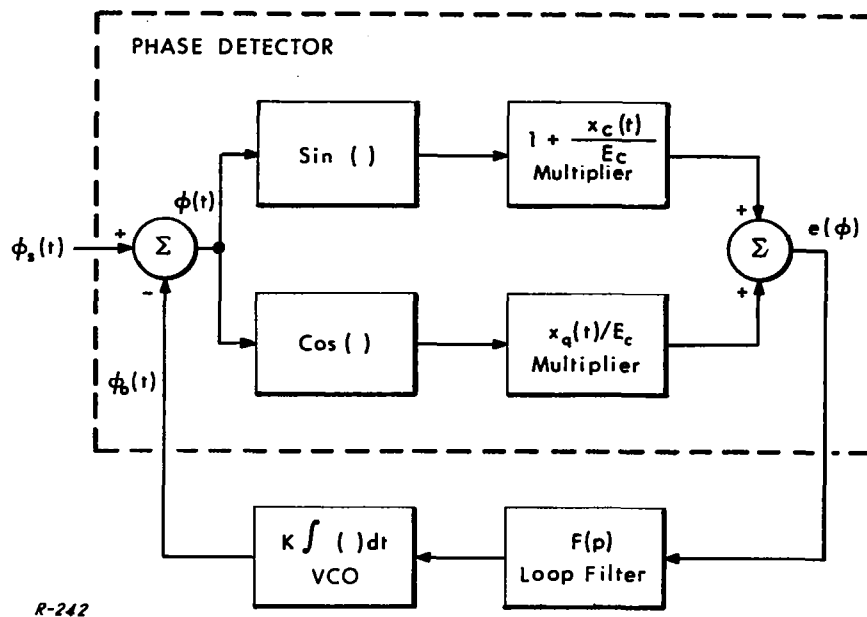 PHASE DETECTOR
Sin ( )
1 + x_c(t)/E_c
Multiplier
ϕ(t)
ϕ_s(t)
+
Σ
-
+
Σ
+
e(ϕ)
Cos ( )
x_q(t)/E_c
Multiplier
ϕ_o(t)
K ∫ ( ) dt
VCO
F(p)
Loop Filter
R-242